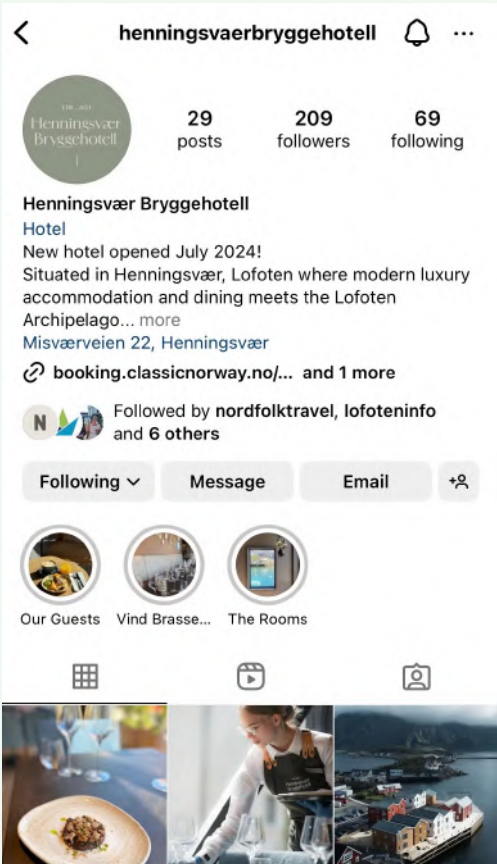 henningsvaerbryggehotell
Henningsvær
Bryggehotell
29
posts
209
followers
69
following
Henningsvær Bryggehotell
Hotel
New hotel opened July 2024!
Situated in Henningsvær, Lofoten where modern luxury
accommodation and dining meets the Lofoten
Archipelago... more
Misværveien 22, Henningsvær
booking.classicnorway.no/... and 1 more
N
Followed by nordfolktravel, lofoteninfo
and 6 others
Following
Message
Email
Our Guests
Vind Brasse...
The Rooms